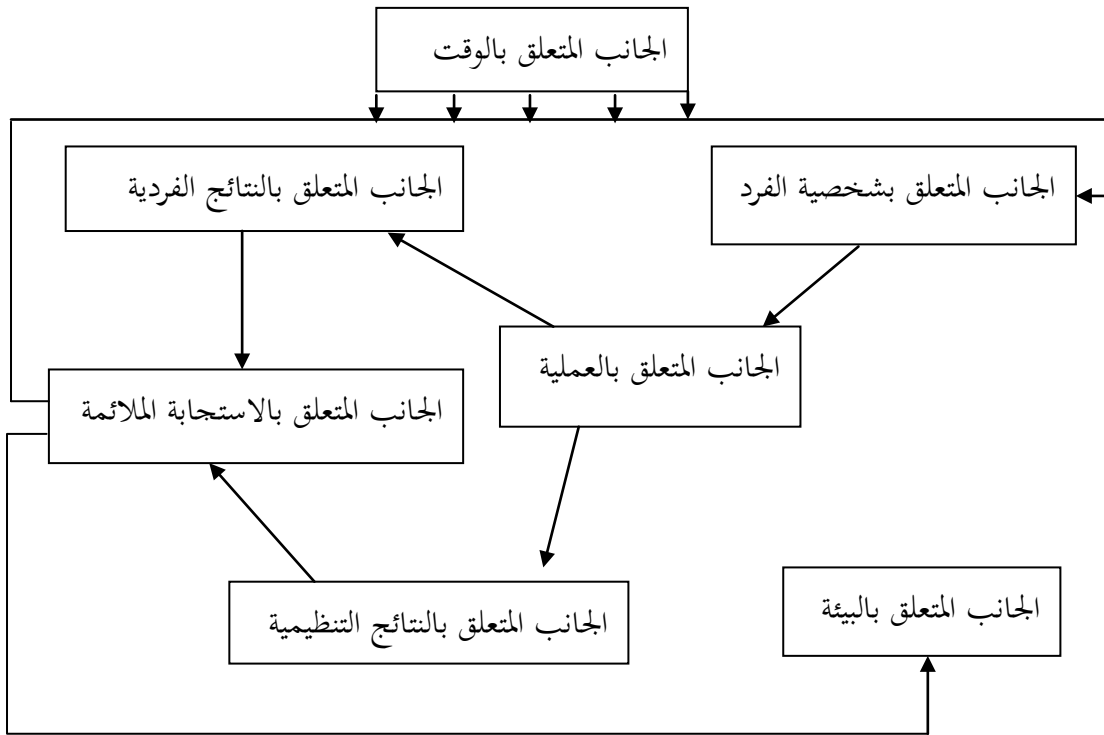 الجانب المتعلق بالوقت
الجانب المتعلق بشخصية الفرد
الجانب المتعلق بالنتائج الفردية
الجانب المتعلق بالعملية
الجانب المتعلق بالاستجابة الملائمة
الجانب المتعلق بالبيئة
الجانب المتعلق بالنتائج التنظيمية